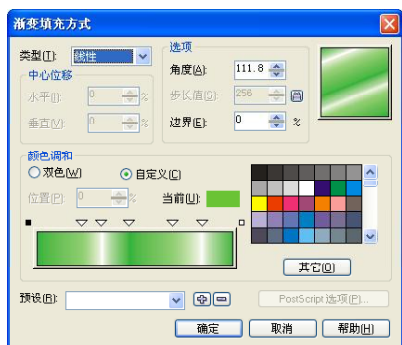 渐变填充方式
类型(T): 线性
选项
角度(A): 111.8
中心位移
水平(I): 0 %
步长值(S): 256
垂直(V): 0 %
边界(E): 0 %
颜色调和
双色(W) 自定义(C)
位置(P): 0 % 当前(U):
其它(O)
预设(R): PostScript 选项(P)...
确定 取消 帮助(H)